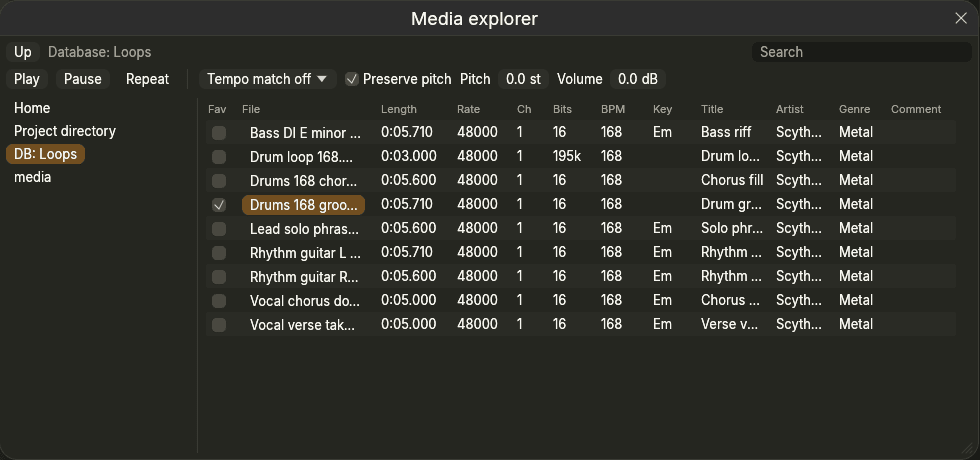 Media explorer
Up Database: Loops Search
Play Pause Repeat Tempo match off Preserve pitch Pitch 0.0 st Volume 0.0 dB
Home
Project directory
DB: Loops
media
Fav File Length Rate Ch Bits BPM Key Title Artist Genre Comment
Bass DI E minor ... 0:05.710 48000 1 16 168 Em Bass riff Scyth... Metal
Drum loop 168.... 0:03.000 48000 1 195k 168 Drum lo... Scyth... Metal
Drums 168 chor... 0:05.600 48000 1 16 168 Chorus fill Scyth... Metal
Drums 168 groo... 0:05.710 48000 1 16 168 Drum gr... Scyth... Metal
Lead solo phras... 0:05.600 48000 1 16 168 Em Solo phr... Scyth... Metal
Rhythm guitar L ... 0:05.710 48000 1 16 168 Em Rhythm ... Scyth... Metal
Rhythm guitar R... 0:05.600 48000 1 16 168 Em Rhythm ... Scyth... Metal
Vocal chorus do... 0:05.000 48000 1 16 168 Em Chorus ... Scyth... Metal
Vocal verse tak... 0:05.000 48000 1 16 168 Em Verse v... Scyth... Metal